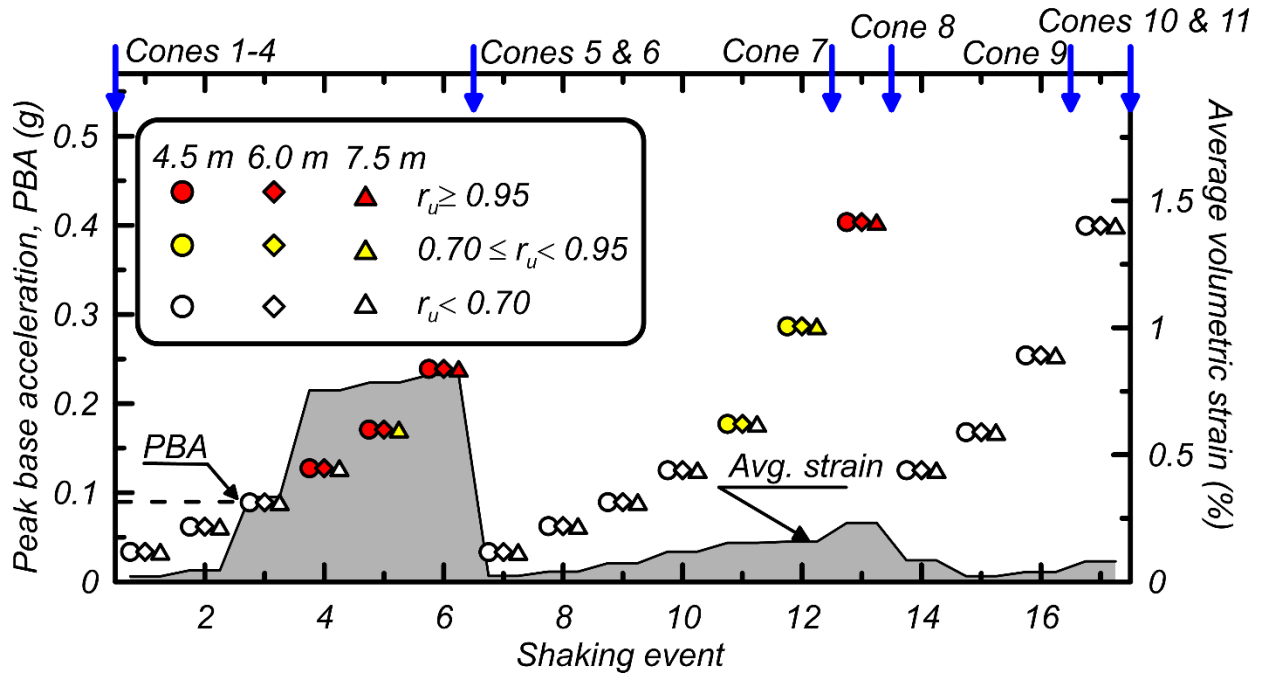 Cones 1-4
Cones 5 & 6
Cone 7
Cone 8
Cone 9
Cones 10 & 11
Peak base acceleration, PBA (g)
0.5
0.4
0.3
0.2
0.1
0
4.5 m 6.0 m 7.5 m
rᵤ≥ 0.95
0.70 ≤ rᵤ< 0.95
rᵤ< 0.70
PBA
Avg. strain
1.5
1
0.5
0
Average volumetric strain (%)
2 4 6 8 10 12 14 16
Shaking event